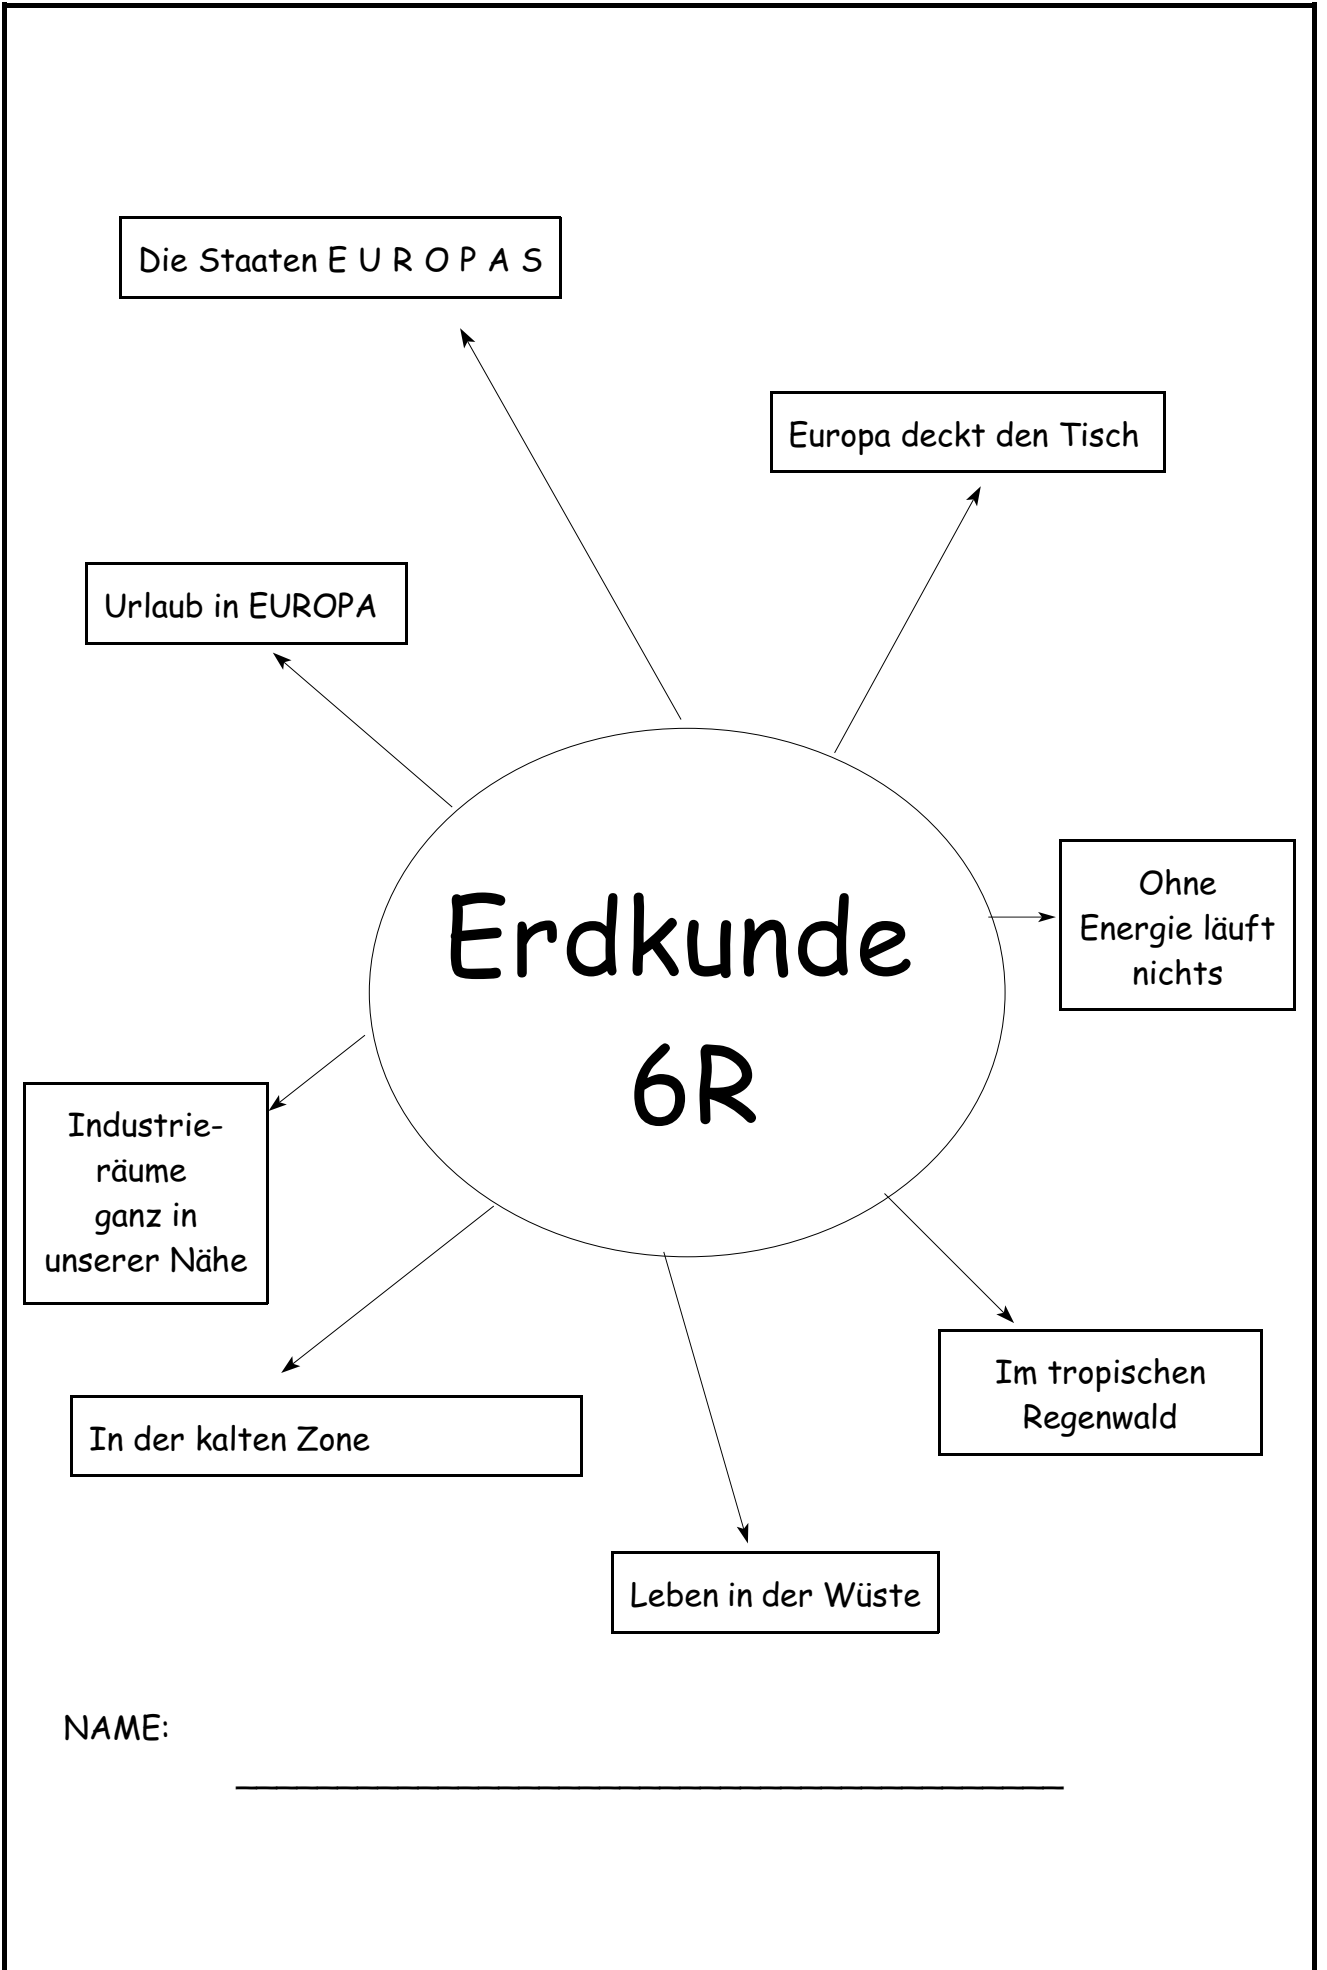 Die Staaten E U R O P A S
Europa deckt den Tisch
Urlaub in EUROPA
Ohne
Energie läuft
nichts
Erdkunde
6R
Industrie-
räume
ganz in
unserer Nähe
Im tropischen
Regenwald
In der kalten Zone
Leben in der Wüste
NAME: